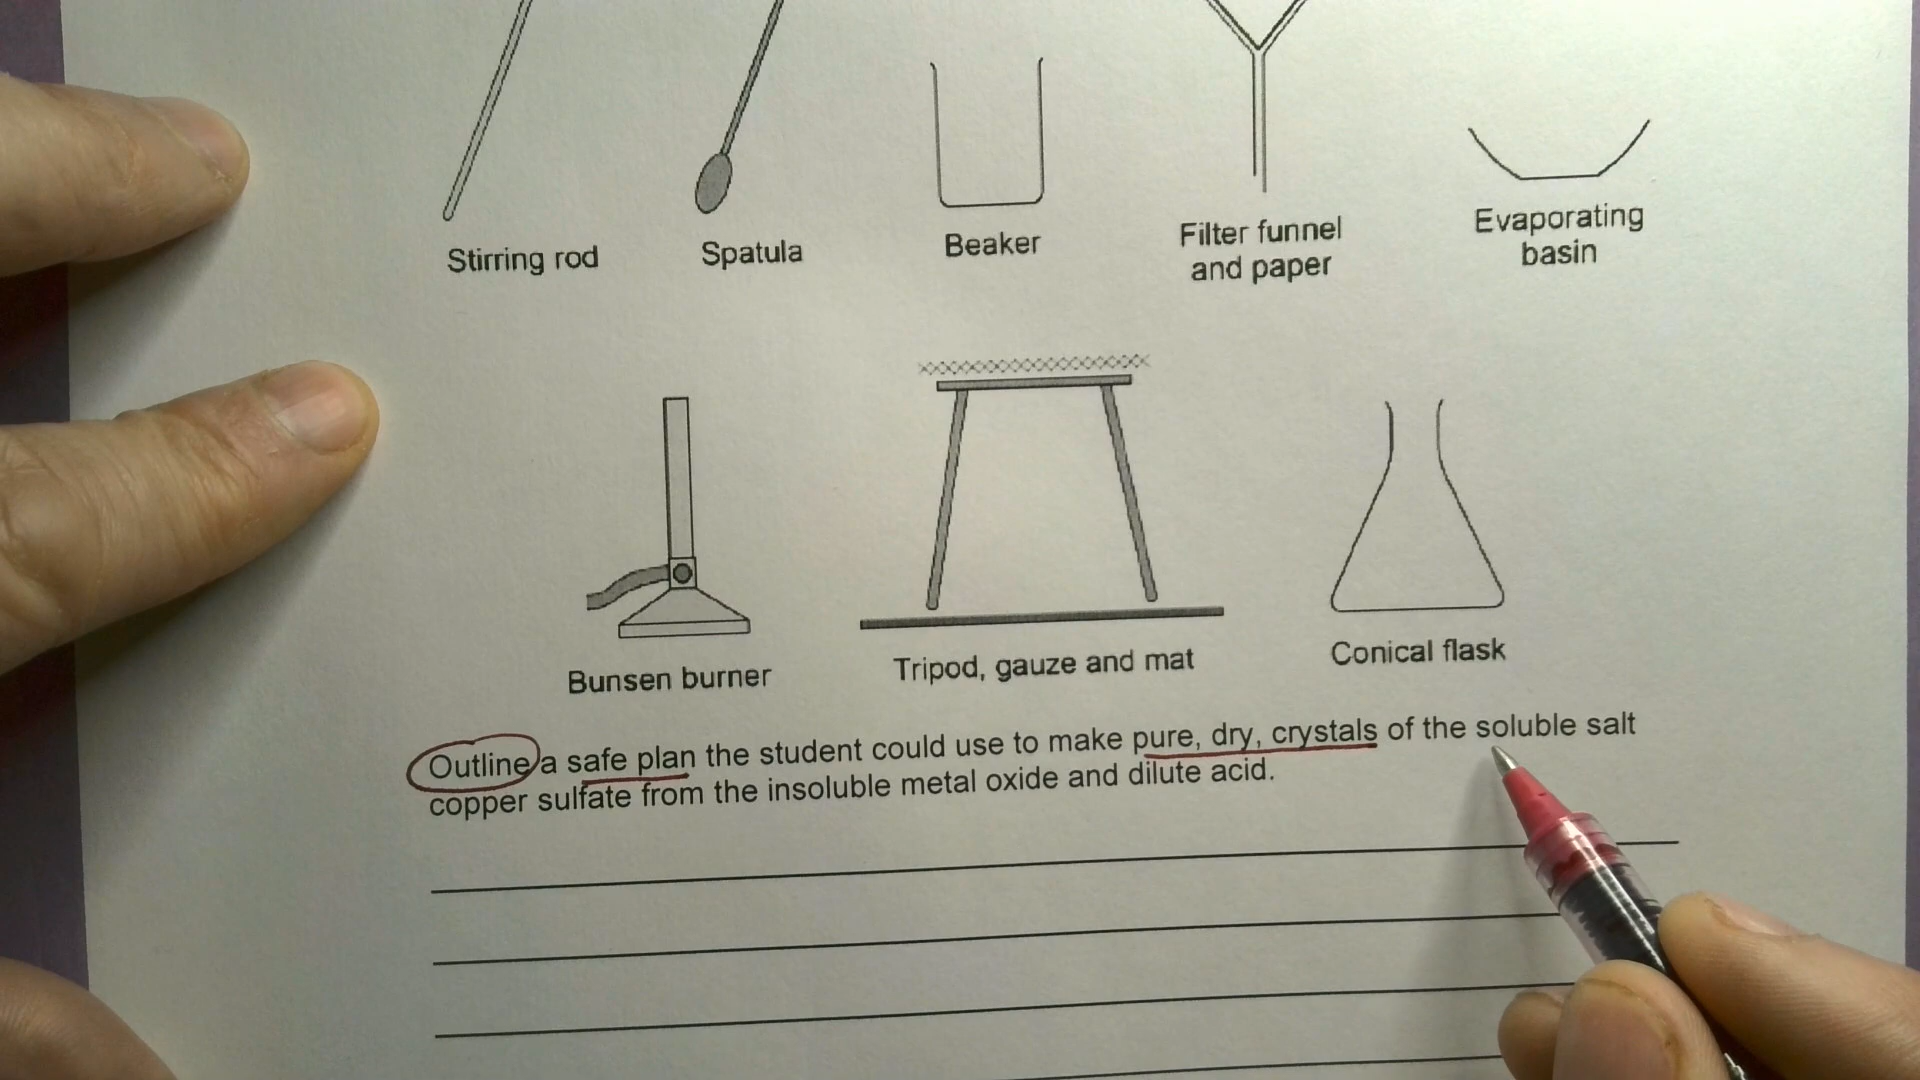 Stirring rod
Spatula
Beaker
Filter funnel
and paper
Evaporating
basin
Bunsen burner
Tripod, gauze and mat
Conical flask
Outline a safe plan the student could use to make pure, dry, crystals of the soluble salt
copper sulfate from the insoluble metal oxide and dilute acid.